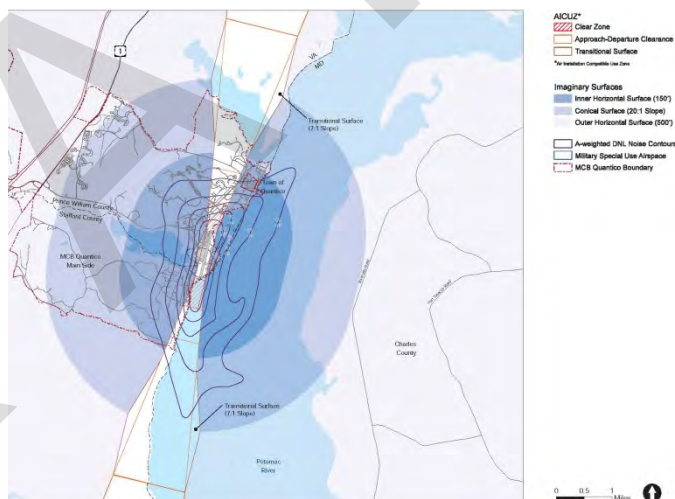 1
VA
MD
Transitional Surface
(7:1 Slope)
Town of
Quantico
Prince William County
Stafford County
MCB Quantico
Main Side
Charles
County
Transitional Surface
(7:1 Slope)
Potomac
River
AICUZ*
Clear Zone
Approach-Departure Clearance
Transitional Surface
*Air Installation Compatible Use Zone
Imaginary Surfaces
Inner Horizontal Surface (150')
Conical Surface (20:1 Slope)
Outer Horizontal Surface (500')
A-weighted DNL Noise Contours
Military Special Use Airspace
MCB Quantico Boundary
0 0.5 1
Miles